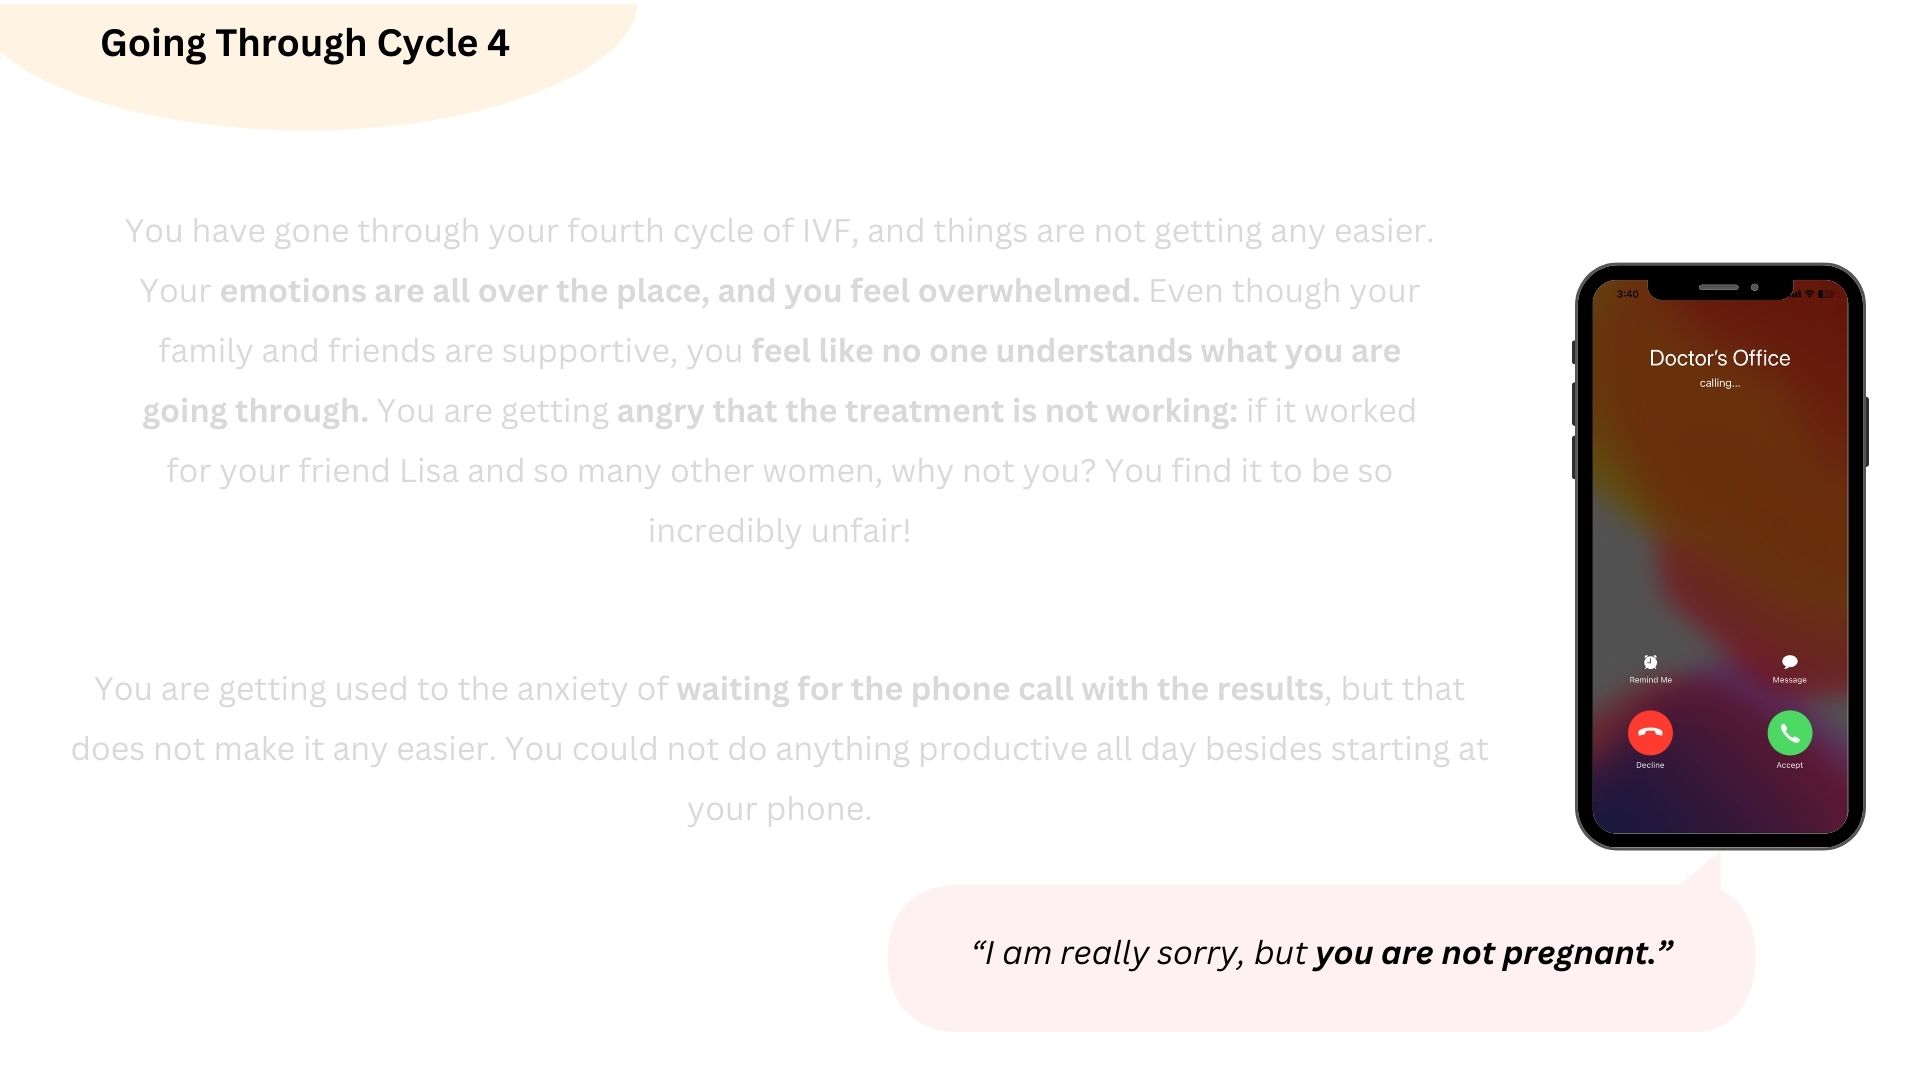 Going Through Cycle 4
You have gone through your fourth cycle of IVF, and things are not getting any easier.
Your emotions are all over the place, and you feel overwhelmed. Even though your
family and friends are supportive, you feel like no one understands what you are
going through. You are getting angry that the treatment is not working: if it worked
for your friend Lisa and so many other women, why not you? You find it to be so
incredibly unfair!
You are getting used to the anxiety of waiting for the phone call with the results, but that
does not make it any easier. You could not do anything productive all day besides starting at
your phone.
3:40
Doctor's Office
calling...
Remind Me
Message
Decline
Accept
“I am really sorry, but you are not pregnant.”